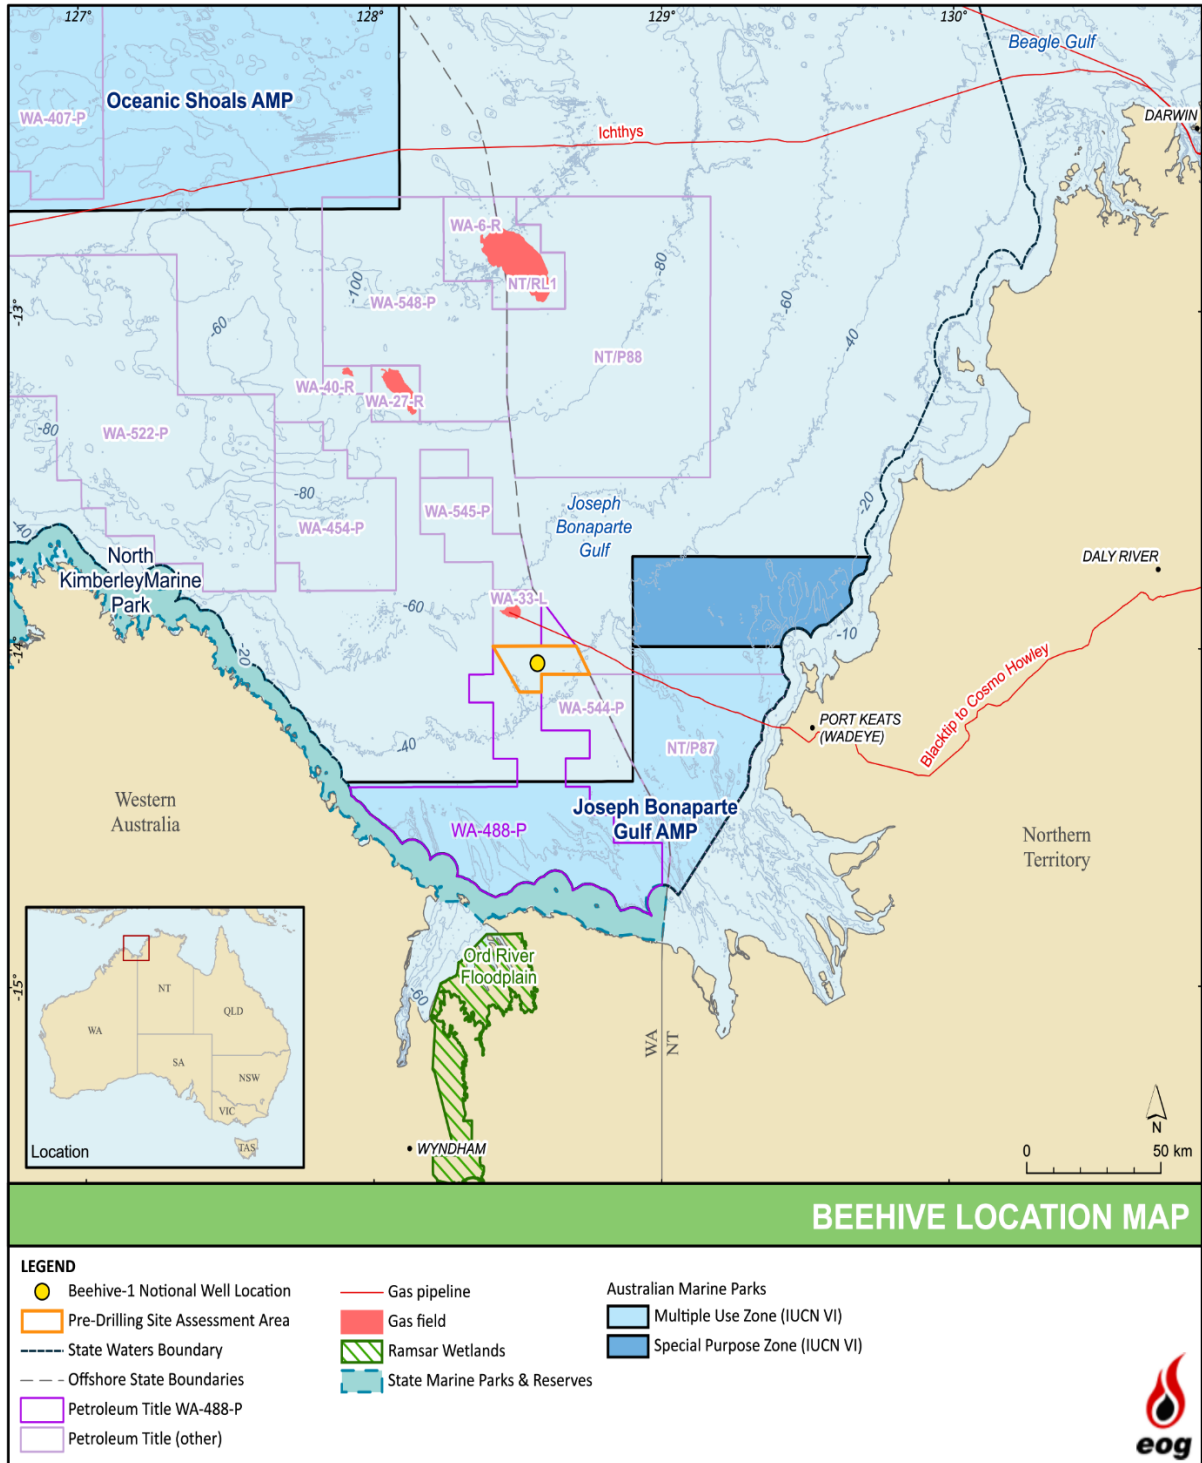 127°
128°
129°
130°
Beagle Gulf
Oceanic Shoals AMP
WA-407-P
DARWIN
Ichthys
WA-6-R
-80
NT/RL1
-100
WA-548-P
-60
-13°
-60
-40
NT/P88
WA-40-R
WA-27-R
-80
WA-522-P
-80
-20
WA-545-P
Joseph
Bonaparte
Gulf
-40
WA-454-P
North
KimberleyMarine
Park
DALY RIVER
WA-33-L
-60
-10
-14°
-20
Blacktip to Cosmo Howley
WA-544-P
PORT KEATS
(WADEYE)
-40
NT/P87
Western
Australia
Joseph Bonaparte
Gulf AMP
WA-488-P
Northern
Territory
Ord River
Floodplain
-15°
-60
WA
NT
NT
QLD
WA
SA
NSW
VIC
TAS
Location
WYNDHAM
N
0
50 km
BEEHIVE LOCATION MAP
LEGEND
Beehive-1 Notional Well Location
Pre-Drilling Site Assessment Area
State Waters Boundary
Offshore State Boundaries
Petroleum Title WA-488-P
Petroleum Title (other)
Gas pipeline
Gas field
Ramsar Wetlands
State Marine Parks & Reserves
Australian Marine Parks
Multiple Use Zone (IUCN VI)
Special Purpose Zone (IUCN VI)
eog